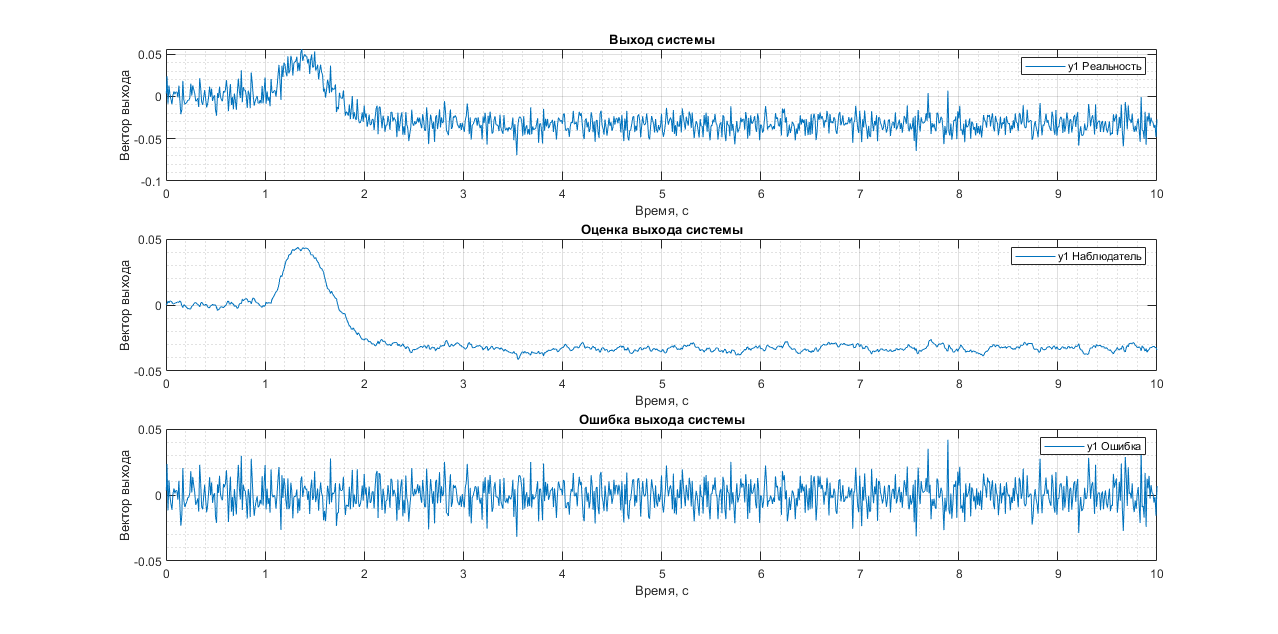 Выход системы
y1 Реальность
Вектор выхода
0.05
0
-0.05
-0.1
0 1 2 3 4 5 6 7 8 9 10
Время, с
Оценка выхода системы
y1 Наблюдатель
Вектор выхода
0.05
0
-0.05
0 1 2 3 4 5 6 7 8 9 10
Время, с
Ошибка выхода системы
y1 Ошибка
Вектор выхода
0.05
0
-0.05
0 1 2 3 4 5 6 7 8 9 10
Время, с